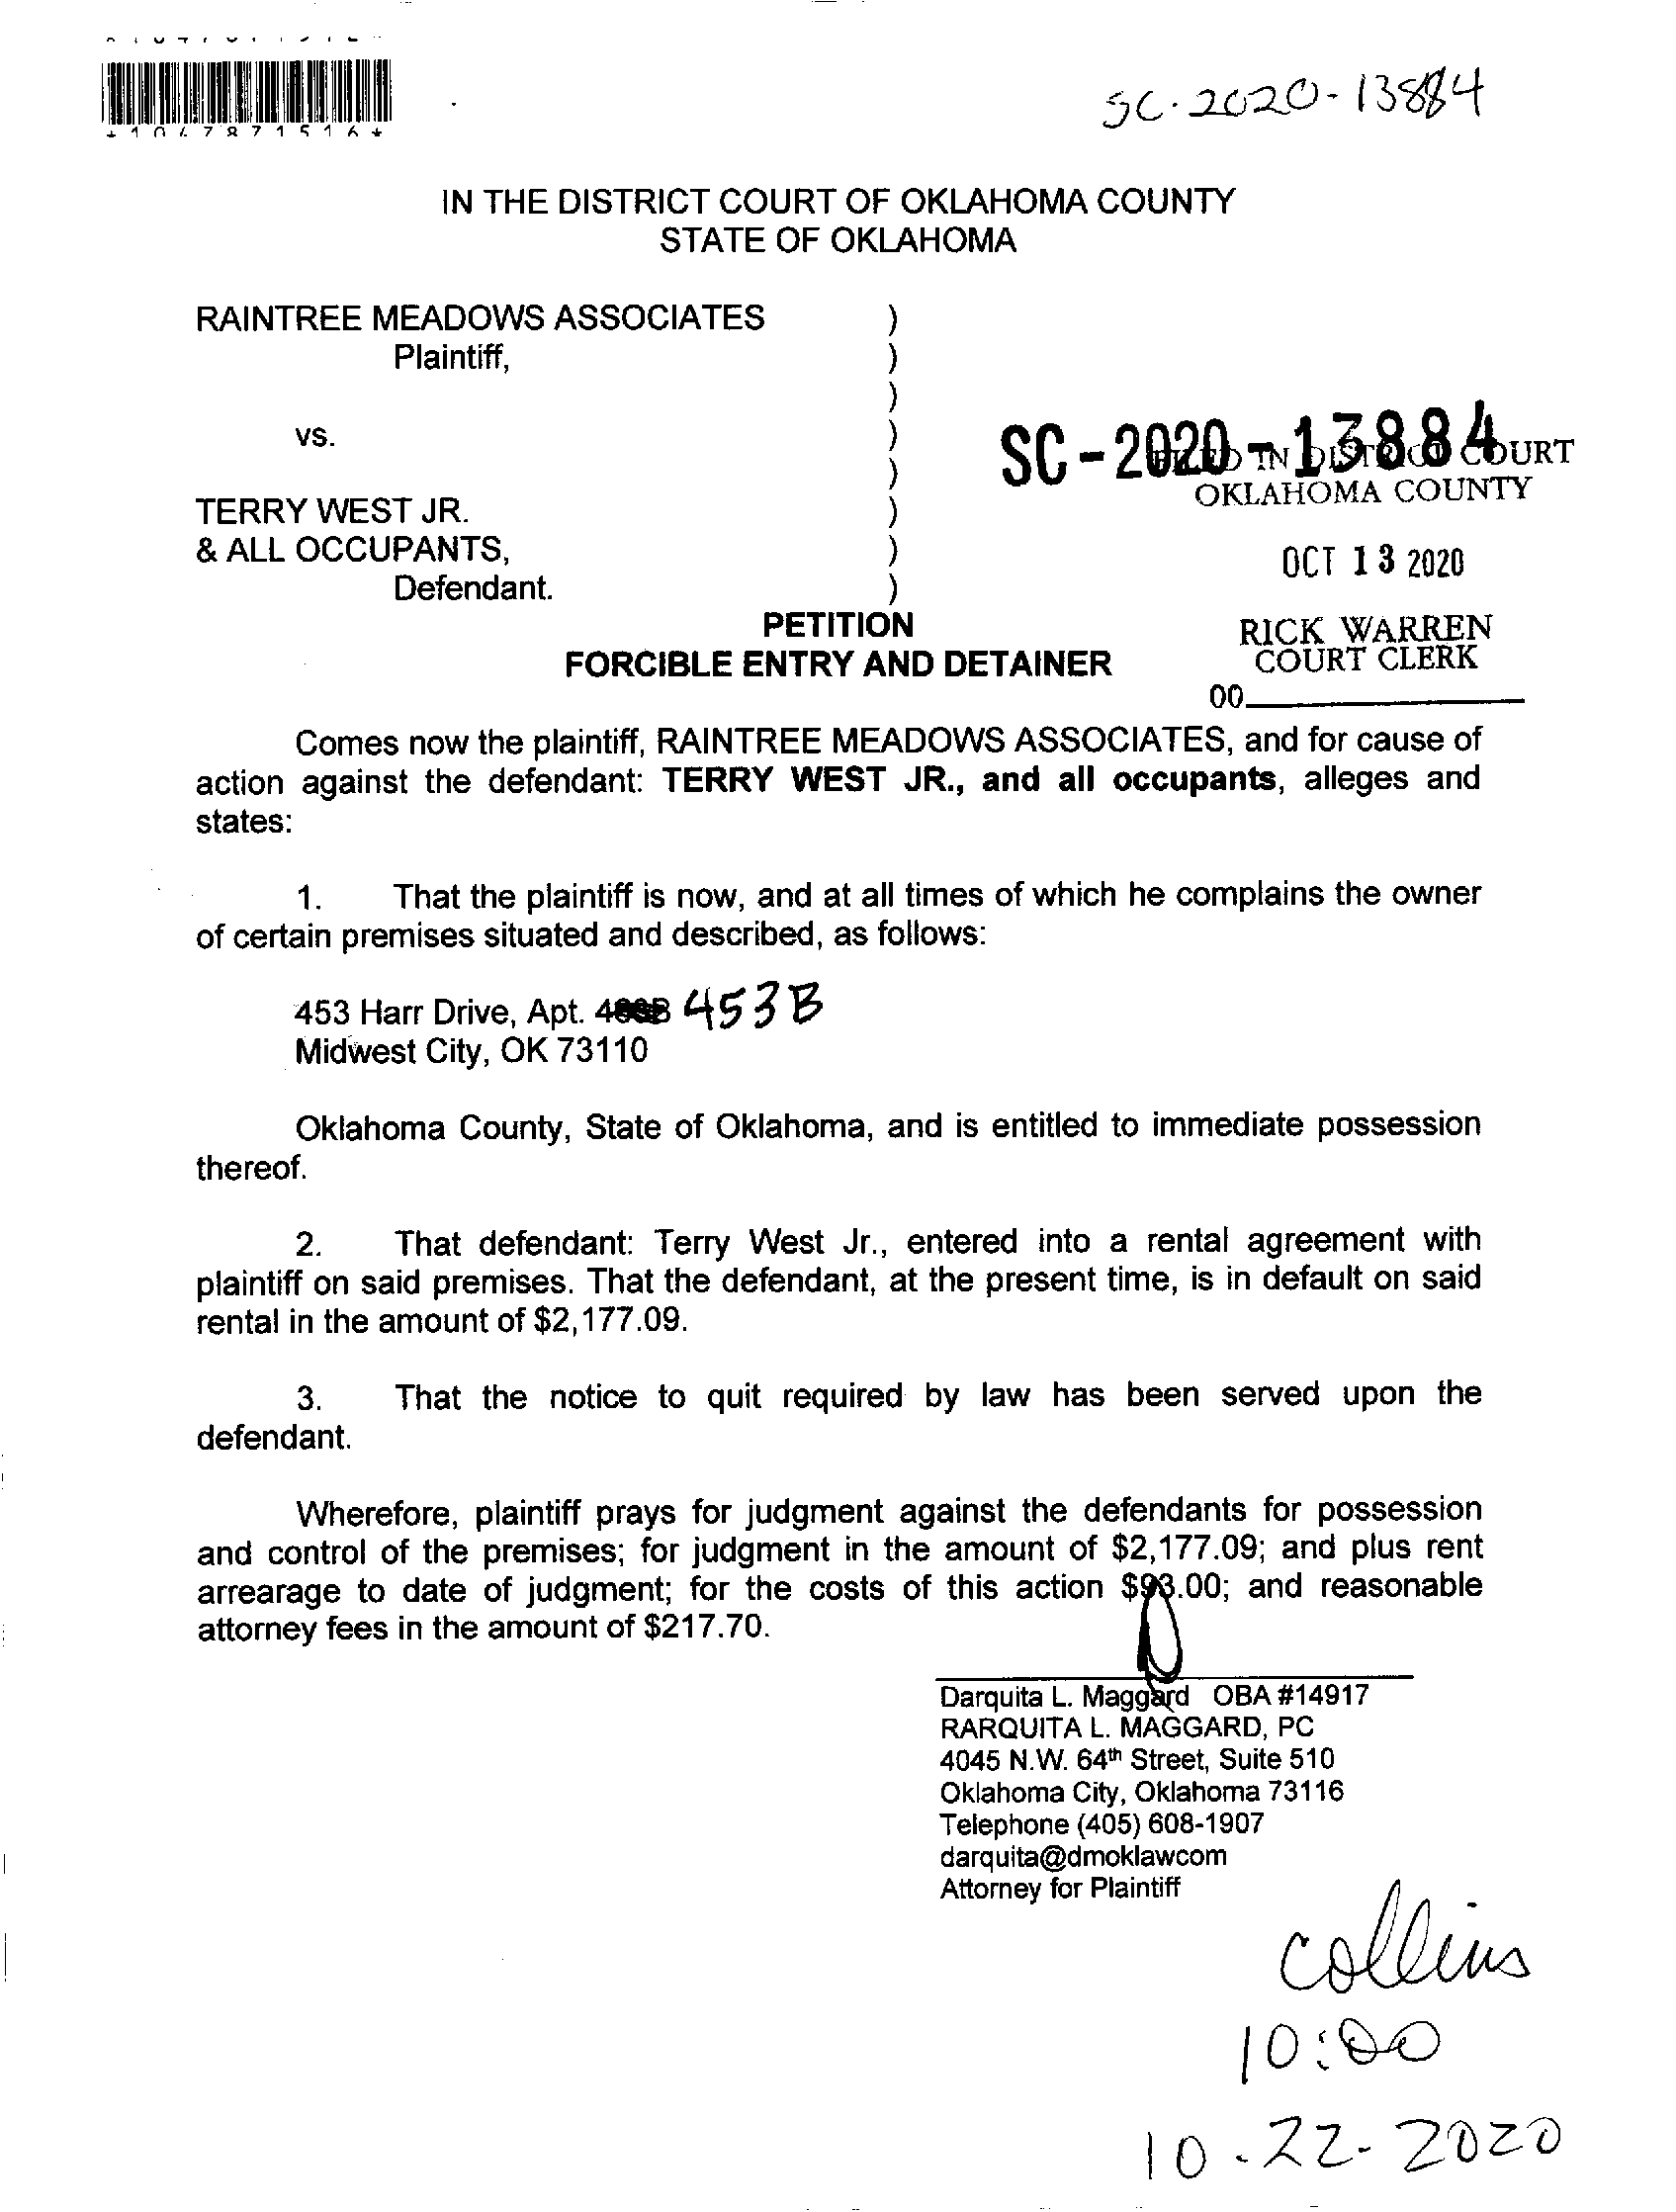 *1047871516*
SC-2020-13884
IN THE DISTRICT COURT OF OKLAHOMA COUNTY
STATE OF OKLAHOMA
RAINTREE MEADOWS ASSOCIATES )
Plaintiff, )
)
vs. )
)
TERRY WEST JR. )
& ALL OCCUPANTS, )
Defendant. )
SC-2020-13884
FILED IN DISTRICT COURT
OKLAHOMA COUNTY
OCT 13 2020
RICK WARREN
COURT CLERK
00
PETITION
FORCIBLE ENTRY AND DETAINER
Comes now the plaintiff, RAINTREE MEADOWS ASSOCIATES, and for cause of
action against the defendant: TERRY WEST JR., and all occupants, alleges and
states:
1. That the plaintiff is now, and at all times of which he complains the owner
of certain premises situated and described, as follows:
453 Harr Drive, Apt. 453B
Midwest City, OK 73110
Oklahoma County, State of Oklahoma, and is entitled to immediate possession
thereof.
2. That defendant: Terry West Jr., entered into a rental agreement with
plaintiff on said premises. That the defendant, at the present time, is in default on said
rental in the amount of $2,177.09.
3. That the notice to quit required by law has been served upon the
defendant.
Wherefore, plaintiff prays for judgment against the defendants for possession
and control of the premises; for judgment in the amount of $2,177.09; and plus rent
arrearage to date of judgment; for the costs of this action $93.00; and reasonable
attorney fees in the amount of $217.70.
Darquita L. Maggard OBA #14917
RARQUITA L. MAGGARD, PC
4045 N.W. 64th Street, Suite 510
Oklahoma City, Oklahoma 73116
Telephone (405) 608-1907
darquita@dmoklawcom
Attorney for Plaintiff
collins
10:00
10-22-2020